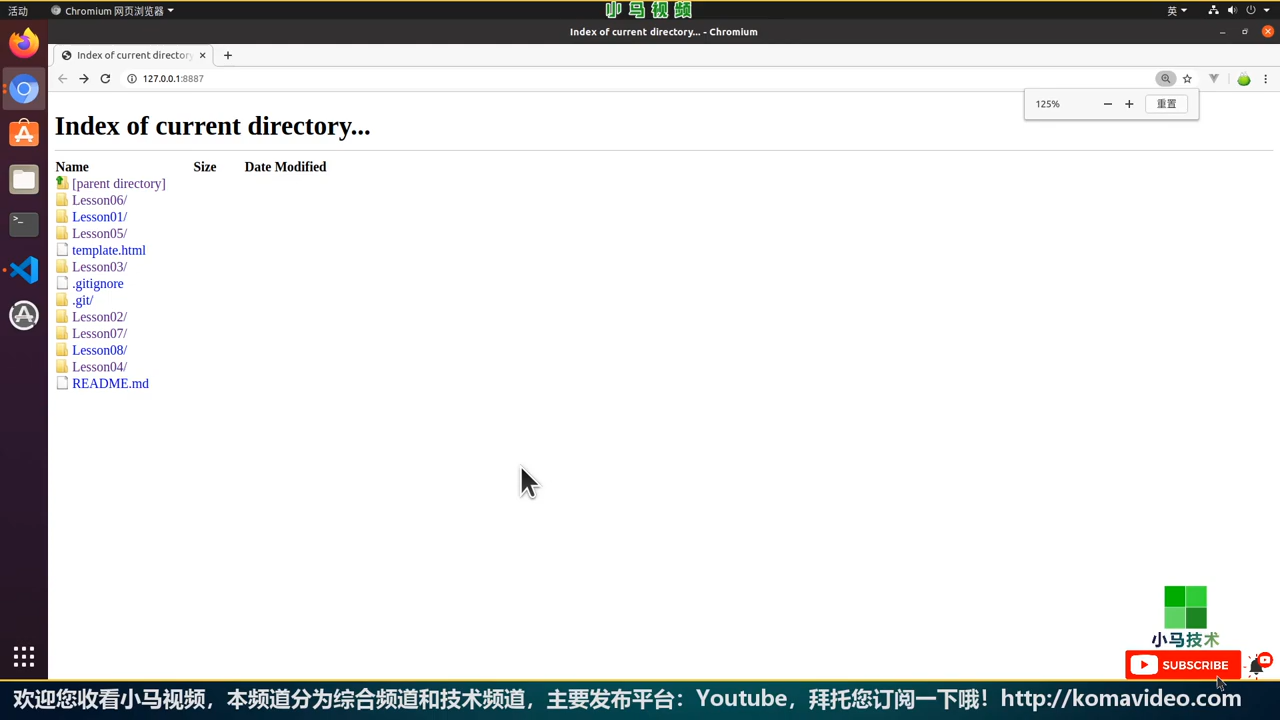 小马视频
活动 Chromium 网页浏览器 英
Index of current directory... - Chromium
Index of current directory
127.0.0.1:8887
125% 重置
Index of current directory...
Name Size Date Modified
[parent directory]
Lesson06/
Lesson01/
Lesson05/
template.html
Lesson03/
.gitignore
.git/
Lesson02/
Lesson07/
Lesson08/
Lesson04/
README.md
小马技术
SUBSCRIBE
欢迎您收看小马视频，本频道分为综合频道和技术频道，主要发布平台：Youtube，拜托您订阅一下哦！http://komavideo.com